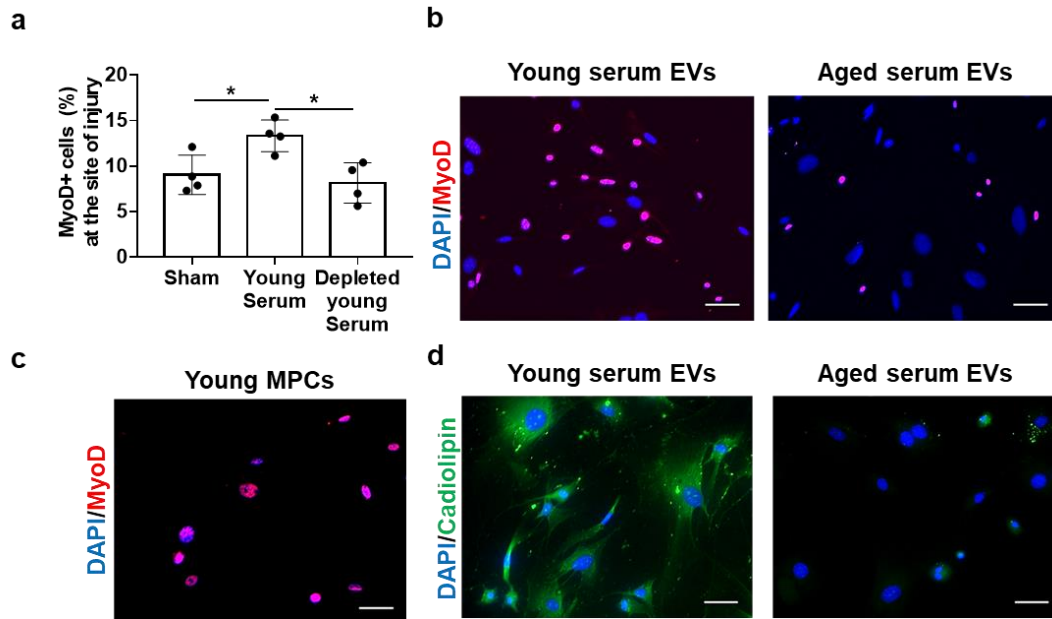 a
MyoD+ cells (%)
at the site of injury
20
15
10
5
0
*
*
Sham
Young
Serum
Depleted
young
Serum
b
Young serum EVs
Aged serum EVs
DAPI/MyoD
c
Young MPCs
DAPI/MyoD
d
Young serum EVs
Aged serum EVs
DAPI/Cadiolipin